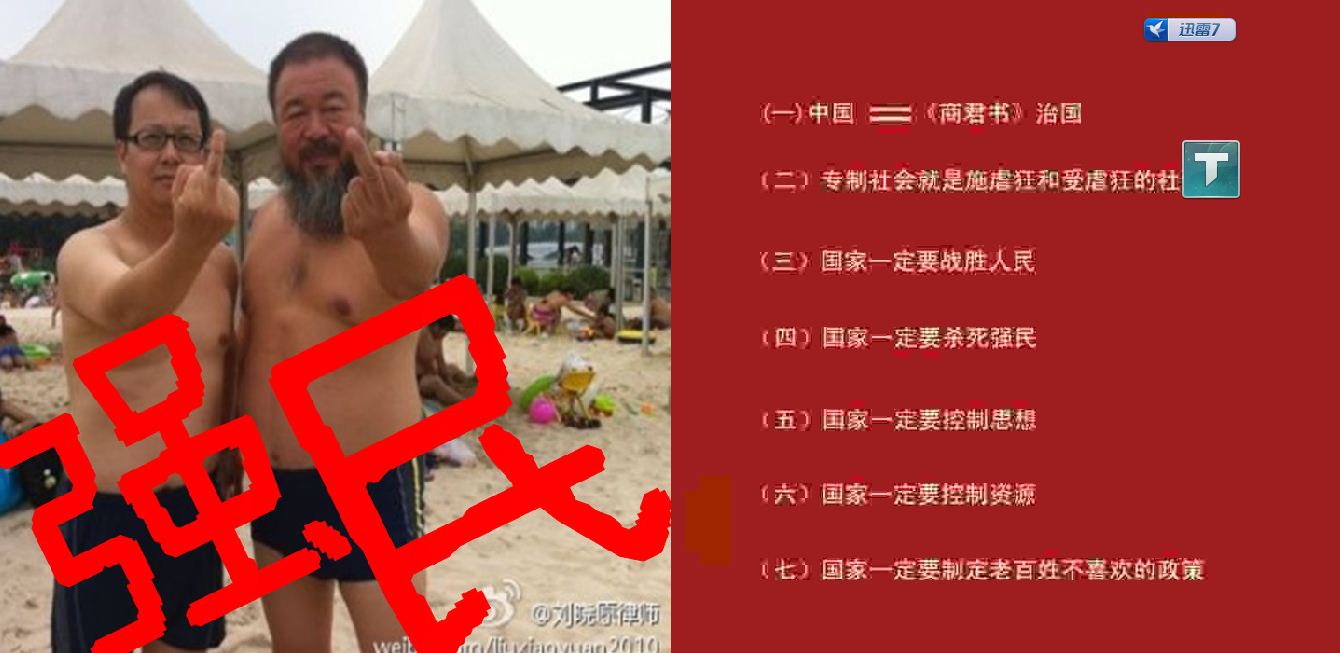 强民
@刘晓原律师
weibo.com/liuxiaoyuan2010
迅雷7
(一)中国 ——《商君书》治国
T
(二) 专制社会就是施虐狂和受虐狂的社
(三) 国家一定要战胜人民
(四) 国家一定要杀死强民
(五) 国家一定要控制思想
(六) 国家一定要控制资源
(七) 国家一定要制定老百姓不喜欢的政策